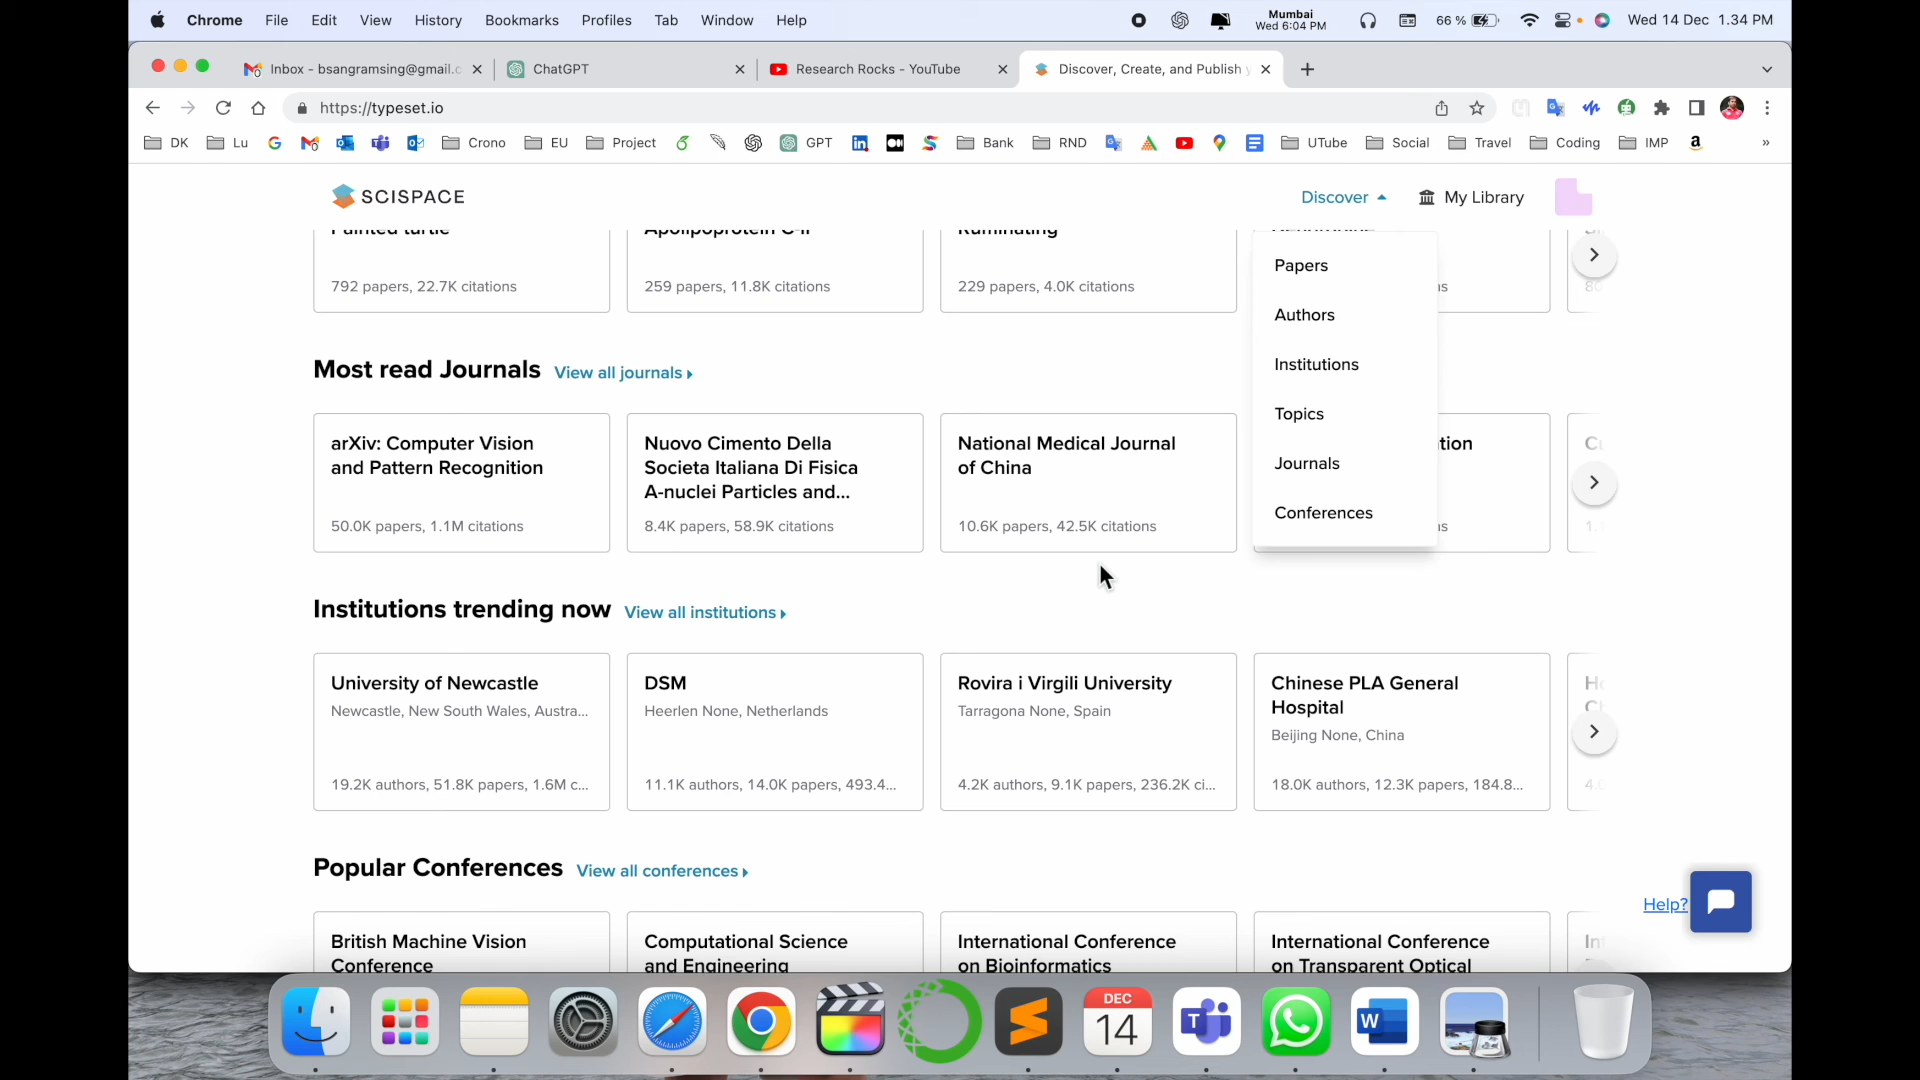 Chrome File Edit View History Bookmarks Profiles Tab Window Help
Mumbai
Wed 6:04 PM
66 %
Wed 14 Dec 1.34 PM
Inbox - bsangramsing@gmail.c
ChatGPT
Research Rocks - YouTube
Discover, Create, and Publish
https://typeset.io
DK Lu Crono EU Project GPT Bank RND UTube Social Travel Coding IMP
SCISPACE
Discover
My Library
Painted turtle
Apolipoprotein C-II
Ruminating
792 papers, 22.7K citations
259 papers, 11.8K citations
229 papers, 4.0K citations
Papers
Authors
Institutions
Topics
Journals
Conferences
Most read Journals View all journals
arXiv: Computer Vision
and Pattern Recognition
50.0K papers, 1.1M citations
Nuovo Cimento Della
Societa Italiana Di Fisica
A-nuclei Particles and...
8.4K papers, 58.9K citations
National Medical Journal
of China
10.6K papers, 42.5K citations
Institutions trending now View all institutions
University of Newcastle
Newcastle, New South Wales, Austra...
19.2K authors, 51.8K papers, 1.6M c...
DSM
Heerlen None, Netherlands
11.1K authors, 14.0K papers, 493.4...
Rovira i Virgili University
Tarragona None, Spain
4.2K authors, 9.1K papers, 236.2K ci...
Chinese PLA General
Hospital
Beijing None, China
18.0K authors, 12.3K papers, 184.8...
Popular Conferences View all conferences
British Machine Vision
Conference
Computational Science
and Engineering
International Conference
on Bioinformatics
International Conference
on Transparent Optical
Help?
DEC
14